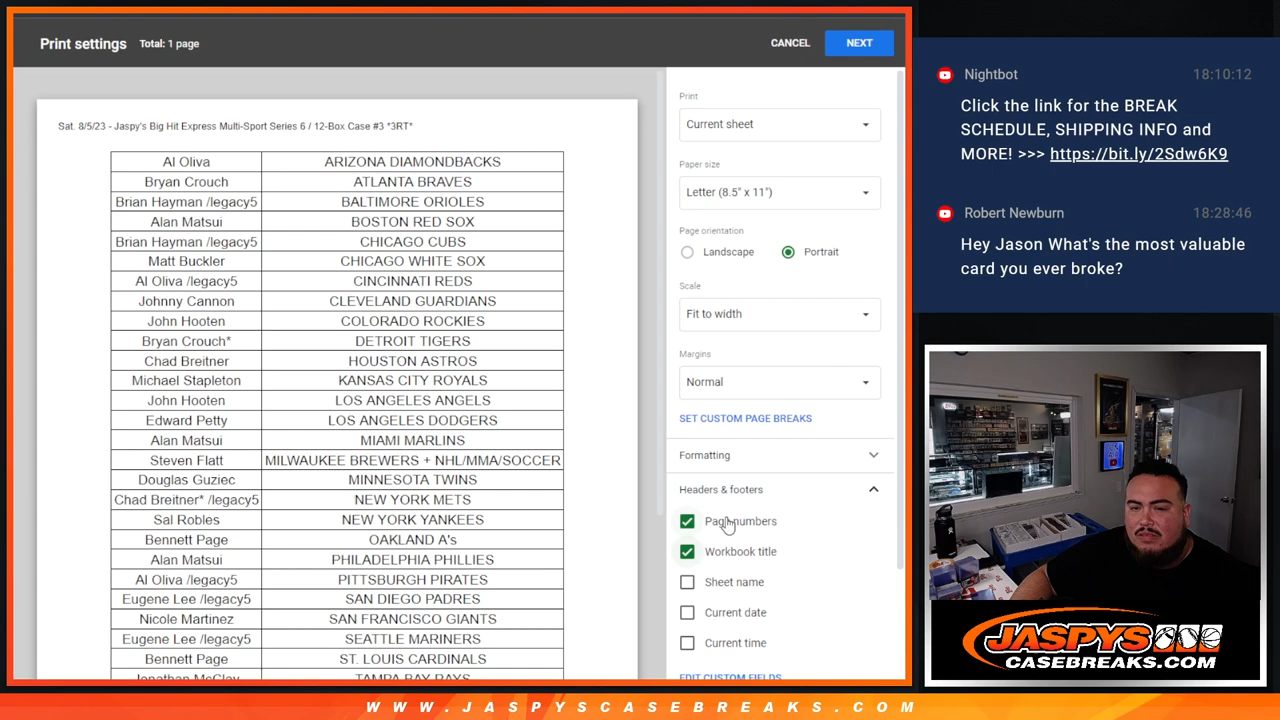 Print settings Total: 1 page CANCEL NEXT
Sat. 8/5/23 - Jaspy's Big Hit Express Multi-Sport Series 6 / 12-Box Case #3 *3RT*
Al Oliva ARIZONA DIAMONDBACKS
Bryan Crouch ATLANTA BRAVES
Brian Hayman /legacy5 BALTIMORE ORIOLES
Alan Matsui BOSTON RED SOX
Brian Hayman /legacy5 CHICAGO CUBS
Matt Buckler CHICAGO WHITE SOX
Al Oliva /legacy5 CINCINNATI REDS
Johnny Cannon CLEVELAND GUARDIANS
John Hooten COLORADO ROCKIES
Bryan Crouch* DETROIT TIGERS
Chad Breitner HOUSTON ASTROS
Michael Stapleton KANSAS CITY ROYALS
John Hooten LOS ANGELES ANGELS
Edward Petty LOS ANGELES DODGERS
Alan Matsui MIAMI MARLINS
Steven Flatt MILWAUKEE BREWERS + NHL/MMA/SOCCER
Douglas Guziec MINNESOTA TWINS
Chad Breitner* /legacy5 NEW YORK METS
Sal Robles NEW YORK YANKEES
Bennett Page OAKLAND A's
Alan Matsui PHILADELPHIA PHILLIES
Al Oliva /legacy5 PITTSBURGH PIRATES
Eugene Lee /legacy5 SAN DIEGO PADRES
Nicole Martinez SAN FRANCISCO GIANTS
Eugene Lee /legacy5 SEATTLE MARINERS
Bennett Page ST. LOUIS CARDINALS
Jonathan McClay TAMPA BAY RAYS
Print
Current sheet
Paper size
Letter (8.5" x 11")
Page orientation
Landscape Portrait
Scale
Fit to width
Margins
Normal
SET CUSTOM PAGE BREAKS
Formatting
Headers & footers
Page numbers
Workbook title
Sheet name
Current date
Current time
EDIT CUSTOM FIELDS
Nightbot 18:10:12
Click the link for the BREAK
SCHEDULE, SHIPPING INFO and
MORE! >>> https://bit.ly/2Sdw6K9
Robert Newburn 18:28:46
Hey Jason What's the most valuable
card you ever broke?
JASPYS
CASEBREAKS.COM
WWW.JASPYSCASEBREAKS.COM